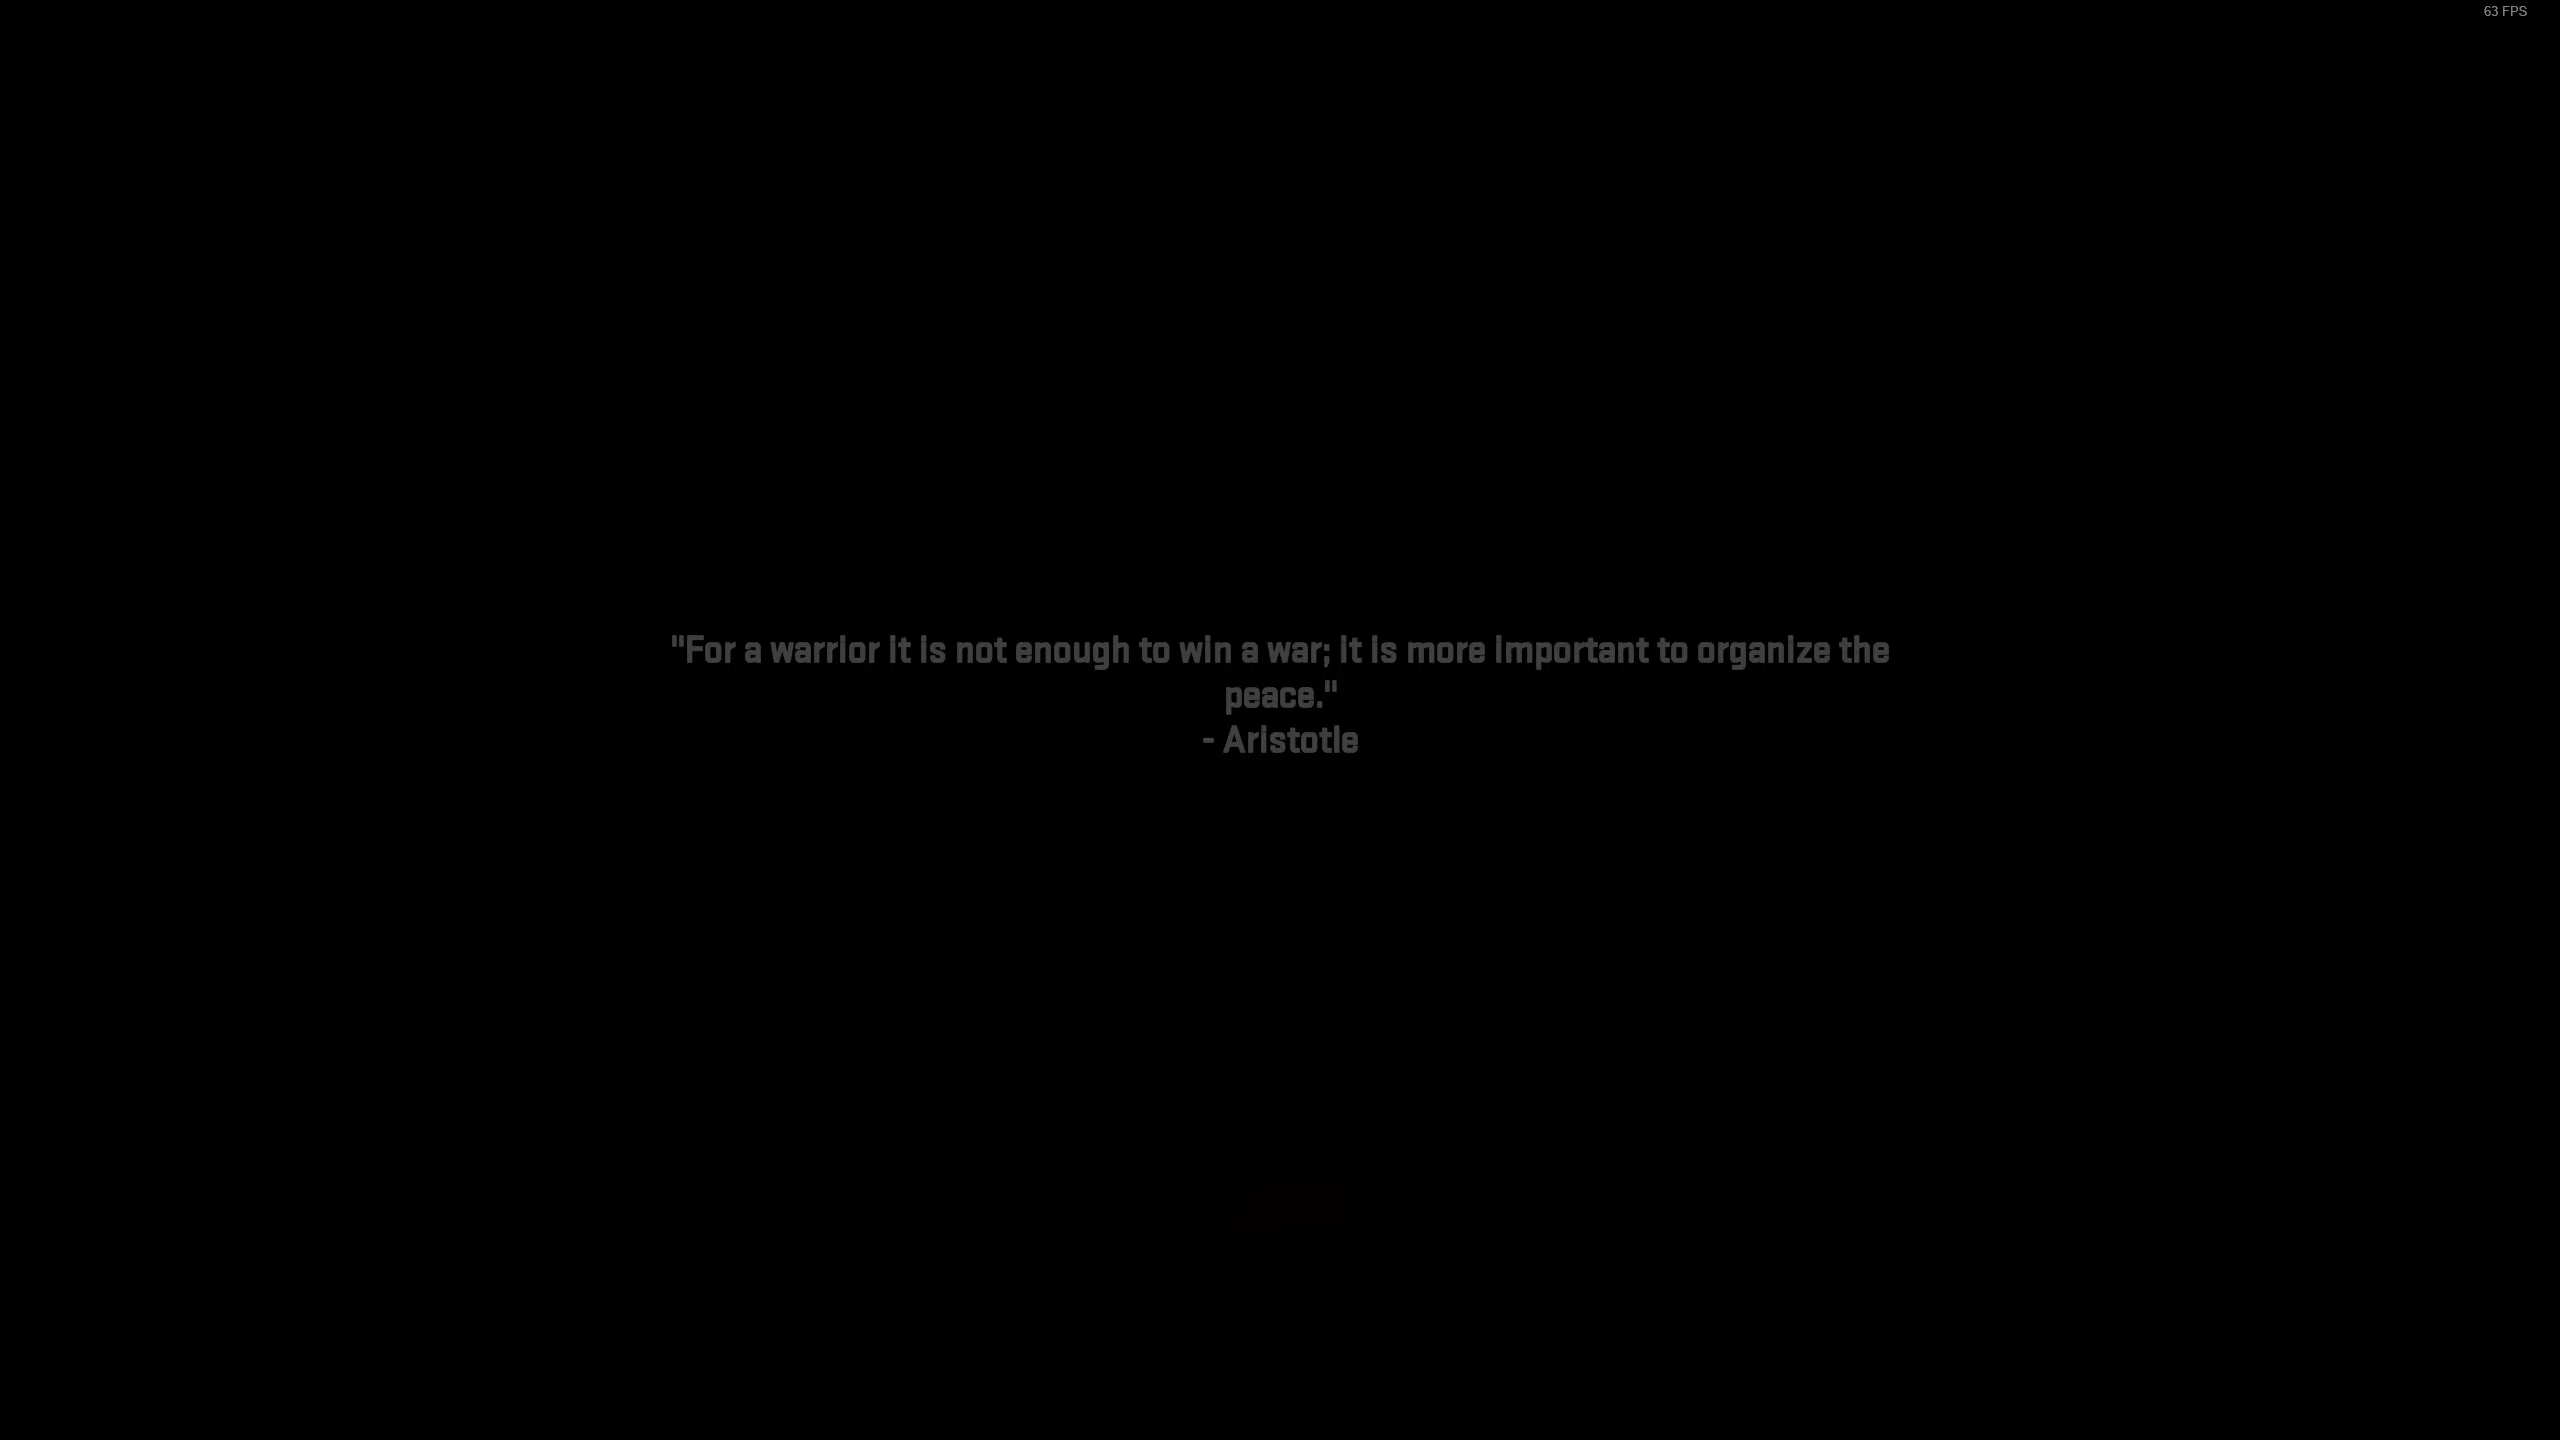 63 FPS
"For a warrior it is not enough to win a war; it is more important to organize the
peace."
- Aristotle